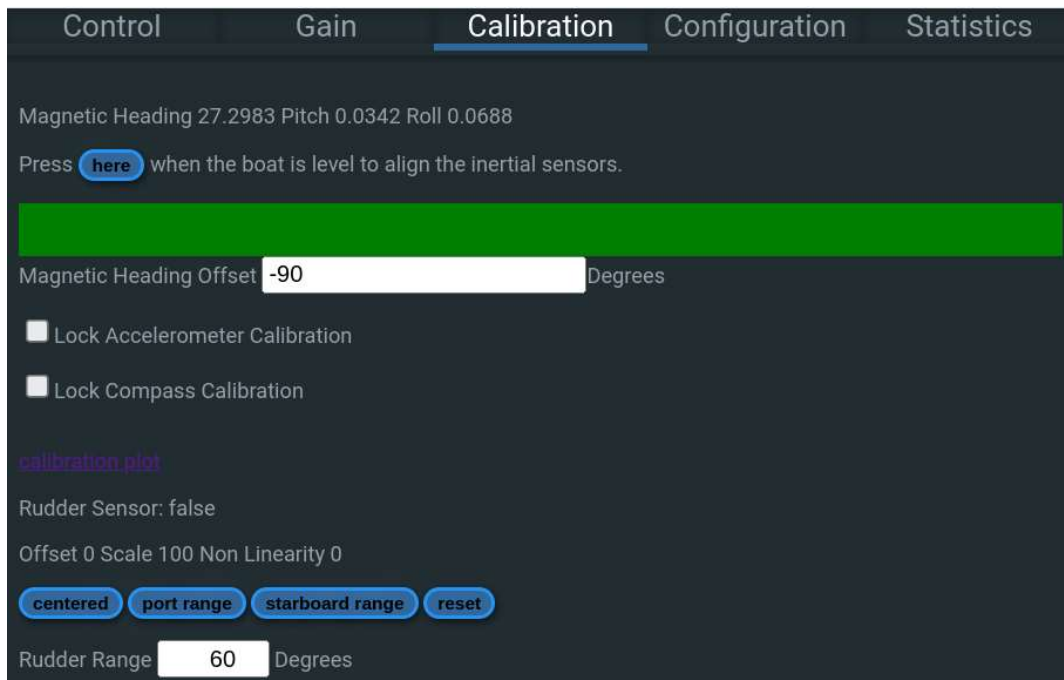 Control Gain Calibration Configuration Statistics
Magnetic Heading 27.2983 Pitch 0.0342 Roll 0.0688
Press here when the boat is level to align the inertial sensors.
Magnetic Heading Offset -90 Degrees
Lock Accelerometer Calibration
Lock Compass Calibration
calibration plot
Rudder Sensor: false
Offset 0 Scale 100 Non Linearity 0
centered port range starboard range reset
Rudder Range 60 Degrees